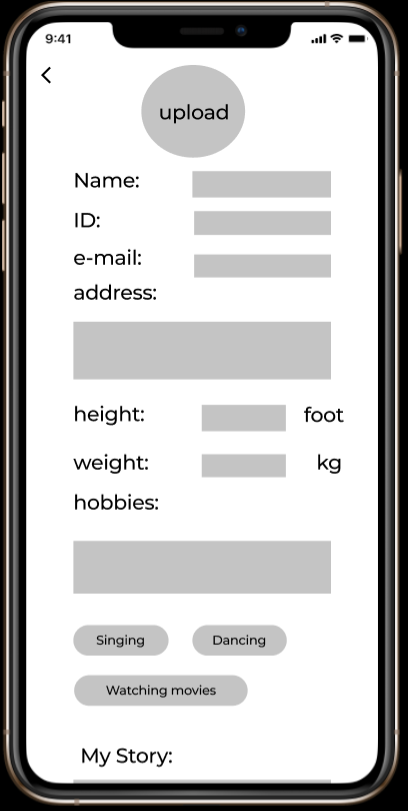 9:41
upload
Name:
ID:
e-mail:
address:
height: foot
weight: kg
hobbies:
Singing Dancing
Watching movies
My Story: